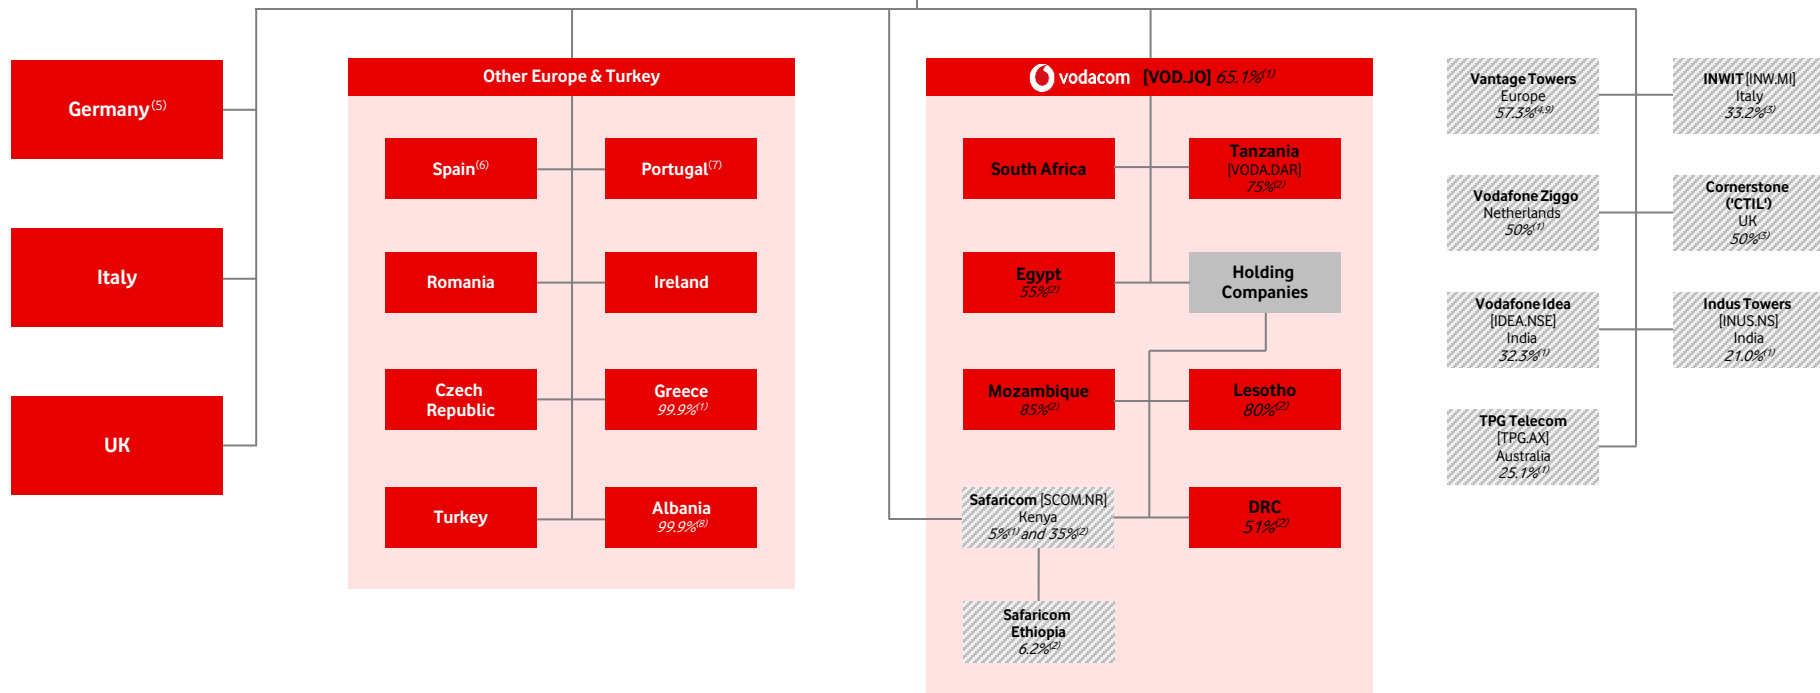 Germany(5)
Italy
UK
Other Europe & Turkey
Spain(6)
Portugal(7)
Romania
Ireland
Czech
Republic
Greece
99.9%(1)
Turkey
Albania
99.9%(8)
vodacom [VOD.JO] 65.1%(1)
South Africa
Tanzania
[VODA.DAR]
75%(2)
Egypt
55%(2)
Holding
Companies
Mozambique
85%(2)
Lesotho
80%(2)
Safaricom [SCOM.NR]
Kenya
5%(1) and 35%(2)
DRC
51%(2)
Safaricom
Ethiopia
6.2%(2)
Vantage Towers
Europe
57.3%(4,9)
INWIT [INW.MI]
Italy
33.2%(3)
Vodafone Ziggo
Netherlands
50%(1)
Cornerstone
('CTIL')
UK
50%(3)
Vodafone Idea
[IDEA.NSE]
India
32.3%(1)
Indus Towers
[INUS.NS]
India
21.0%(1)
TPG Telecom
[TPG.AX]
Australia
25.1%(1)